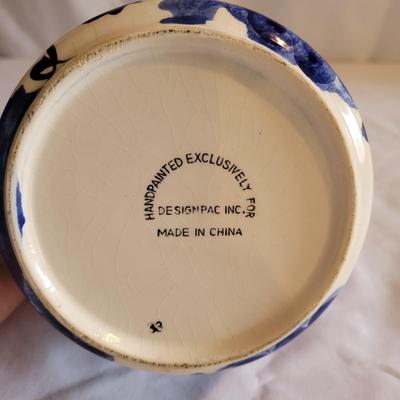 HANDPAINTED EXCLUSIVELY FOR
DESIGNPAC INC.
MADE IN CHINA